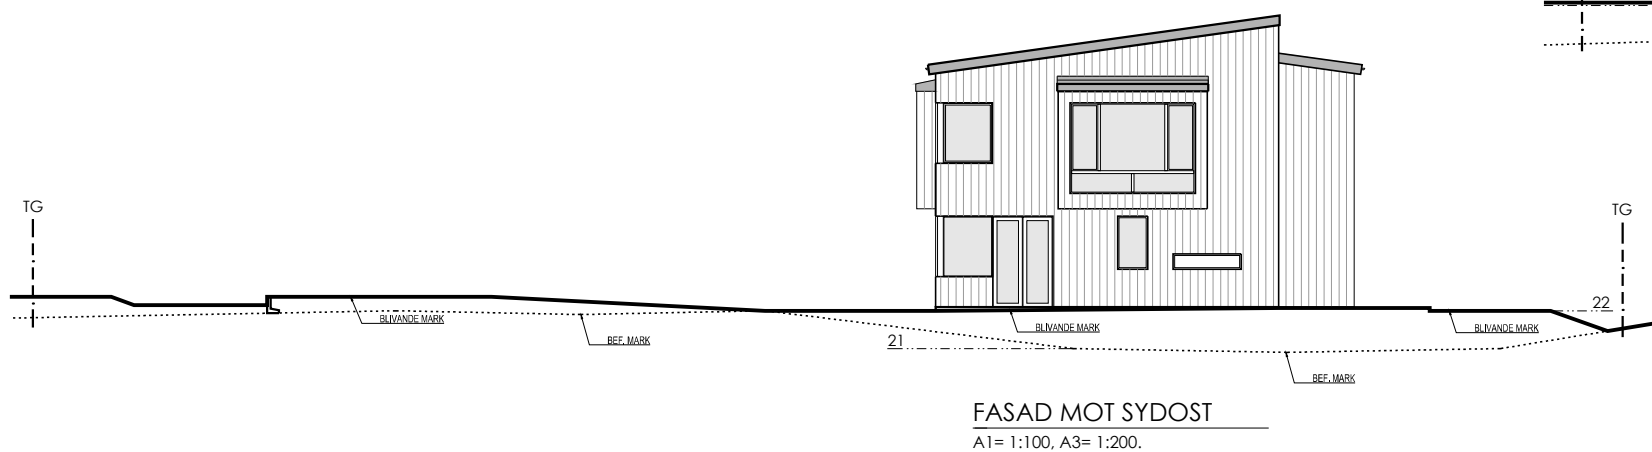 TG
TG
22
BLIVANDE MARK
BLIVANDE MARK
BLIVANDE MARK
BEF. MARK
21
BEF. MARK
FASAD MOT SYDOST
A1= 1:100, A3= 1:200.